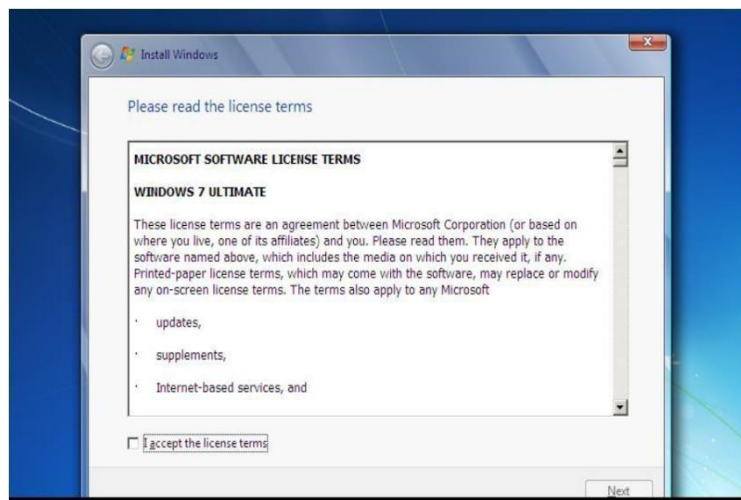 Install Windows
Please read the license terms
MICROSOFT SOFTWARE LICENSE TERMS
WINDOWS 7 ULTIMATE
These license terms are an agreement between Microsoft Corporation (or based on
where you live, one of its affiliates) and you. Please read them. They apply to the
software named above, which includes the media on which you received it, if any.
Printed-paper license terms, which may come with the software, may replace or modify
any on-screen license terms. The terms also apply to any Microsoft
· updates,
· supplements,
· Internet-based services, and
I accept the license terms
Next